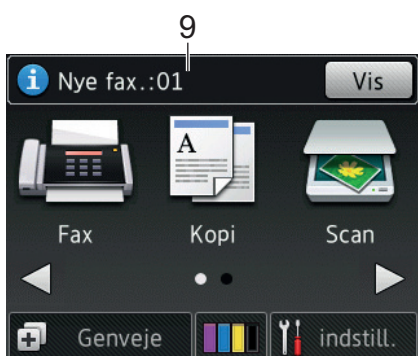 9
Nye fax.:01 Vis
A
Fax Kopi Scan
Genveje indstill.